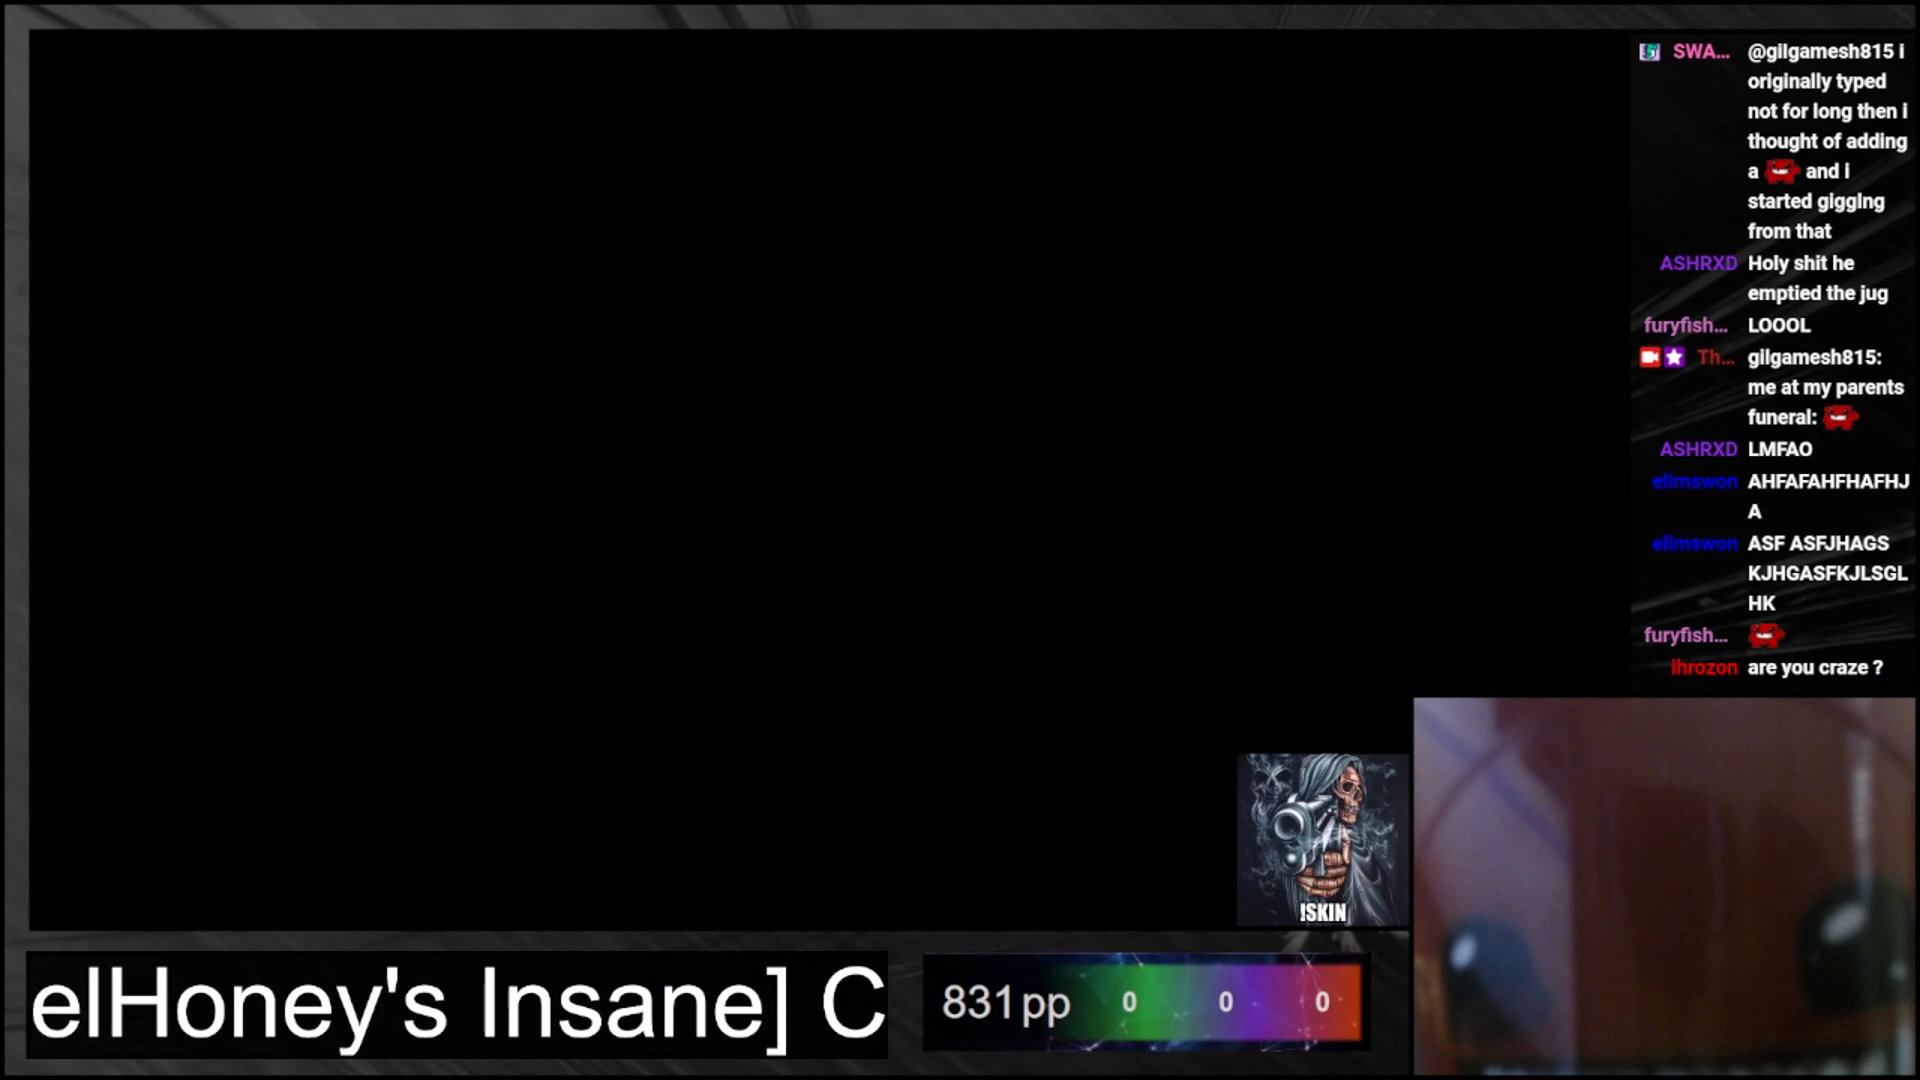 SWA... @gilgamesh815 i
originally typed
not for long then i
thought of adding
a and i
started gigging
from that
ASHRXD Holy shit he
emptied the jug
furyfish... LOOOL
Th... gilgamesh815:
me at my parents
funeral:
ASHRXD LMFAO
elimswon AHFAFAHFHAFHJ
A
elimswon ASF ASFJHAGS
KJHGASFKJLSGL
HK
furyfish...
lhrozon are you craze ?
!SKIN
elHoney's Insane] C
831pp 0 0 0